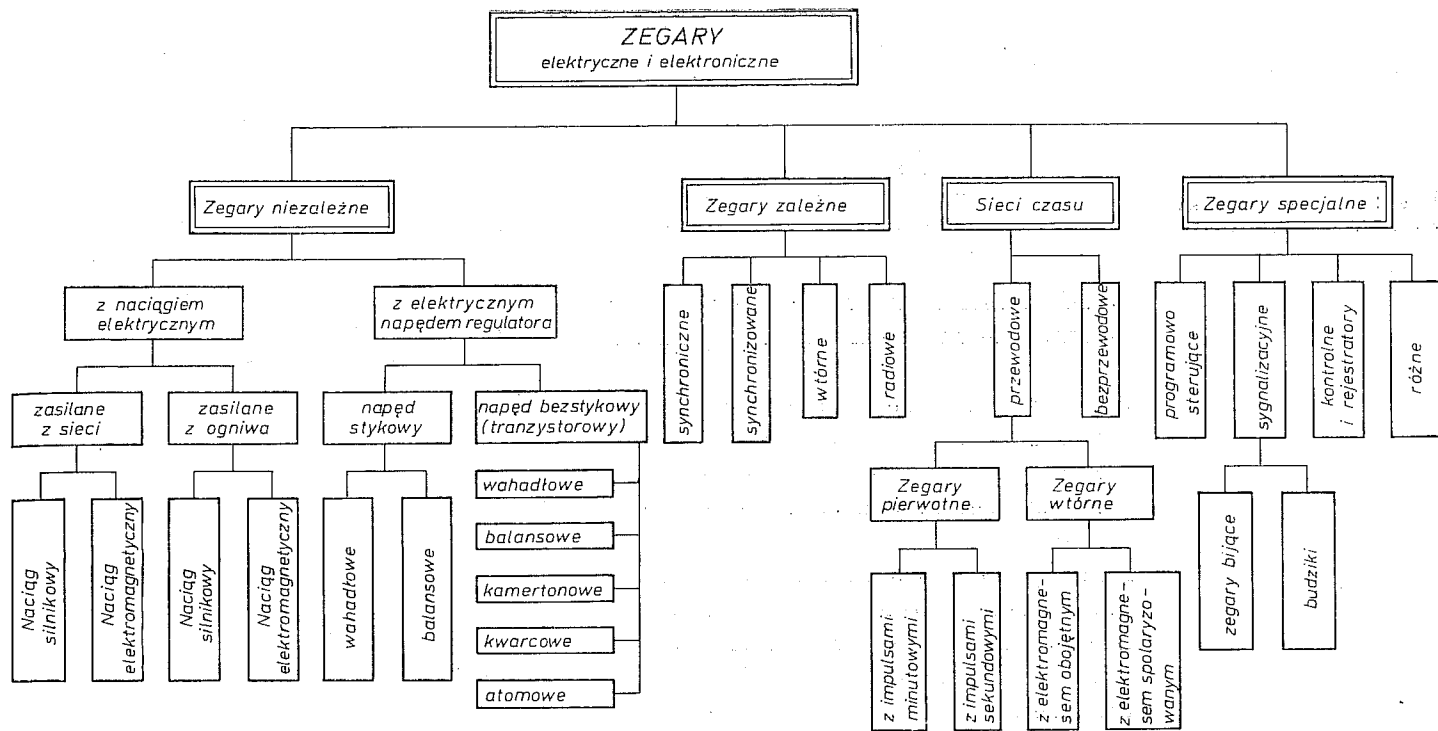 ZEGARY
elektryczne i elektroniczne
Zegary niezależne
Zegary zależne
Sieci czasu
Zegary specjalne
z naciągiem
elektrycznym
z elektrycznym
napędem regulatora
synchroniczne
synchronizowane
wtórne
radiowe
przewodowe
bezprzewodowe
programowo
sterujące
sygnalizacyjne
kontrolne
i rejestratory
różne
zasilane
z sieci
zasilane
z ogniwa
napęd
stykowy
napęd bezstykowy
(tranzystorowy)
Naciąg
silnikowy
Naciąg
elektromagnetyczny
Naciąg
silnikowy
Naciąg
elektromagnetyczny
wahadłowe
balansowe
wahadłowe
balansowe
kamertonowe
kwarcowe
atomowe
Zegary
pierwotne
Zegary
wtórne
z impulsami
minutowymi
z impulsami
sekundowymi
z elektromagne-
sem obojętnym
z elektromagne-
sem spolaryzo-
wanym
zegary bijące
budziki